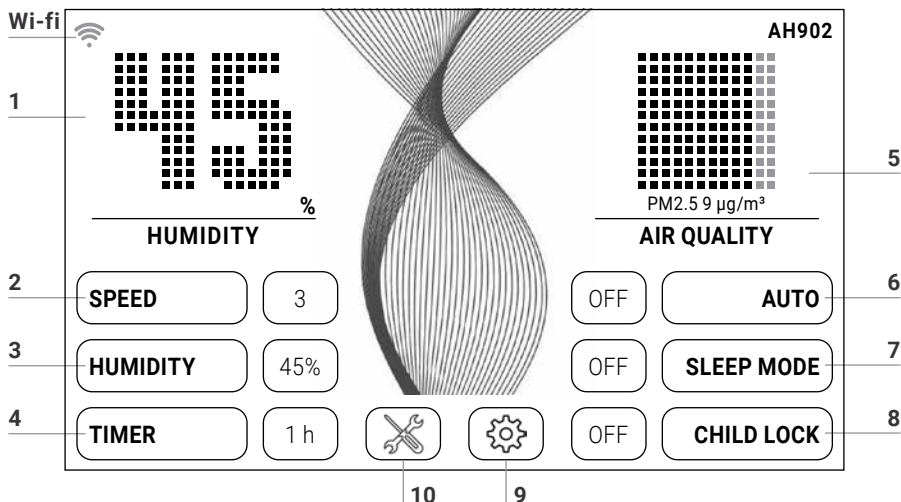 Wi-fi
AH902
1
45
%
HUMIDITY
5
PM2.5 9 µg/m³
AIR QUALITY
2
SPEED
3
OFF
AUTO
6
3
HUMIDITY
45%
OFF
SLEEP MODE
7
4
TIMER
1 h
OFF
CHILD LOCK
8
10
9